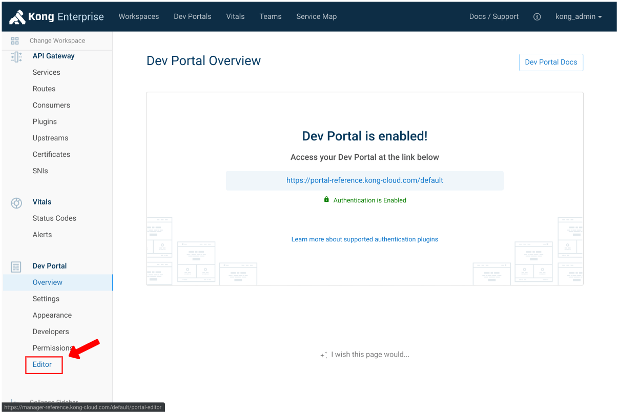 Kong Enterprise
Workspaces
Dev Portals
Vitals
Teams
Service Map
Docs / Support
kong_admin
Change Workspace
API Gateway
Services
Routes
Consumers
Plugins
Upstreams
Certificates
SNIs
Vitals
Status Codes
Alerts
Dev Portal
Overview
Settings
Appearance
Developers
Permissions
Editor
Dev Portal Overview
Dev Portal Docs
Dev Portal is enabled!
Access your Dev Portal at the link below
https://portal-reference.kong-cloud.com/default
Authentication is Enabled
Learn more about supported authentication plugins
I wish this page would...
Collapse Sidebar
https://manager-reference.kong-cloud.com/default/portal-editor